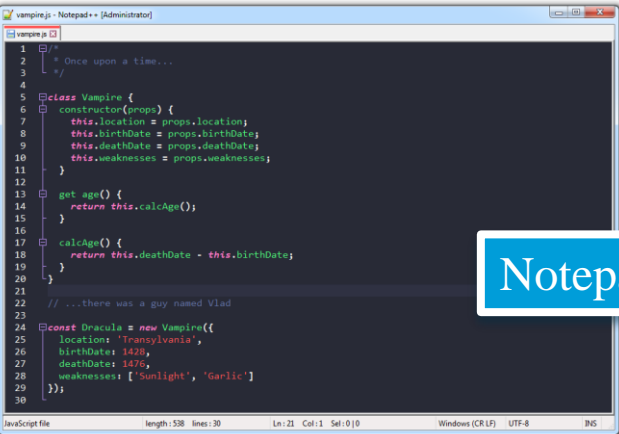 vampire.js - Notepad++ [Administrator]
vampire.js
1 /*
2  * Once upon a time...
3  */
4
5 class Vampire {
6   constructor(props) {
7     this.location = props.location;
8     this.birthDate = props.birthDate;
9     this.deathDate = props.deathDate;
10     this.weaknesses = props.weaknesses;
11   }
12
13   get age() {
14     return this.calcAge();
15   }
16
17   calcAge() {
18     return this.deathDate - this.birthDate;
19   }
20 }
21
22 // ...there was a guy named Vlad
23
24 const Dracula = new Vampire({
25   location: 'Transylvania',
26   birthDate: 1428,
27   deathDate: 1476,
28   weaknesses: ['Sunlight', 'Garlic']
29 });
30
Notepa
JavaScript file length : 538 lines : 30 Ln : 21 Col : 1 Sel : 0 | 0 Windows (CR LF) UTF-8 INS